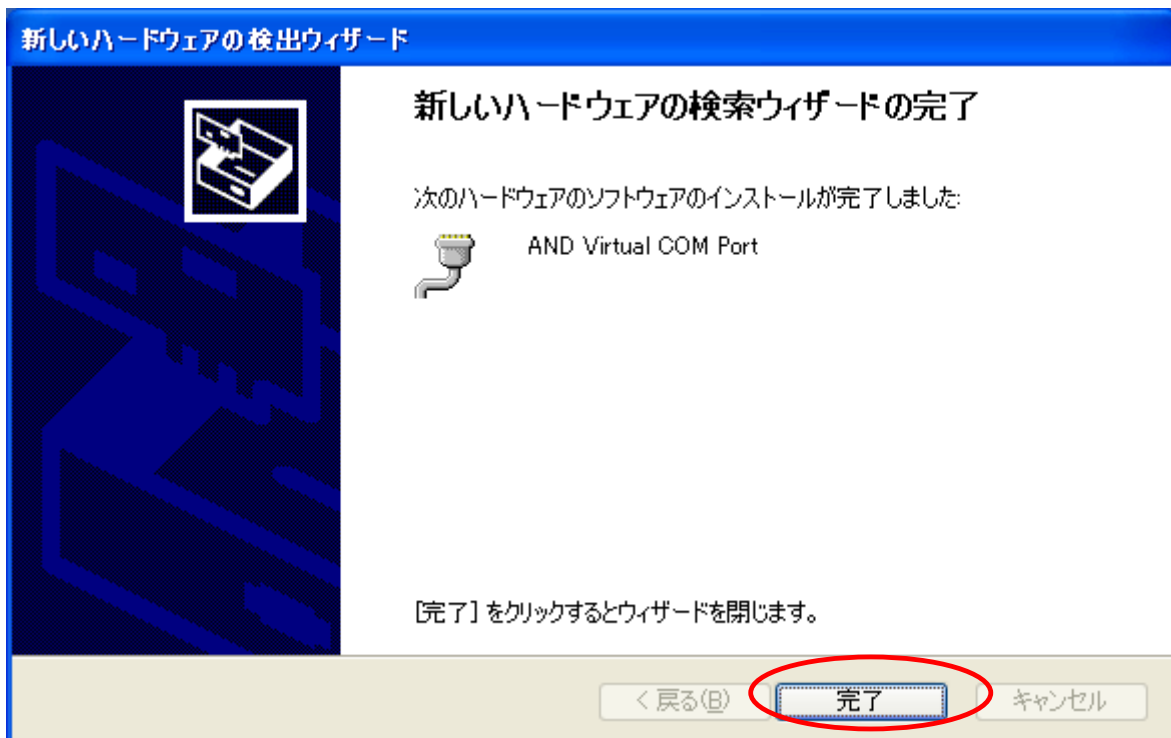 新しいハードウェアの検出ウィザード
新しいハードウェアの検索ウィザードの完了
次のハードウェアのソフトウェアのインストールが完了しました:
AND Virtual COM Port
[完了] をクリックするとウィザードを閉じます。
< 戻る(B) 完了 キャンセル